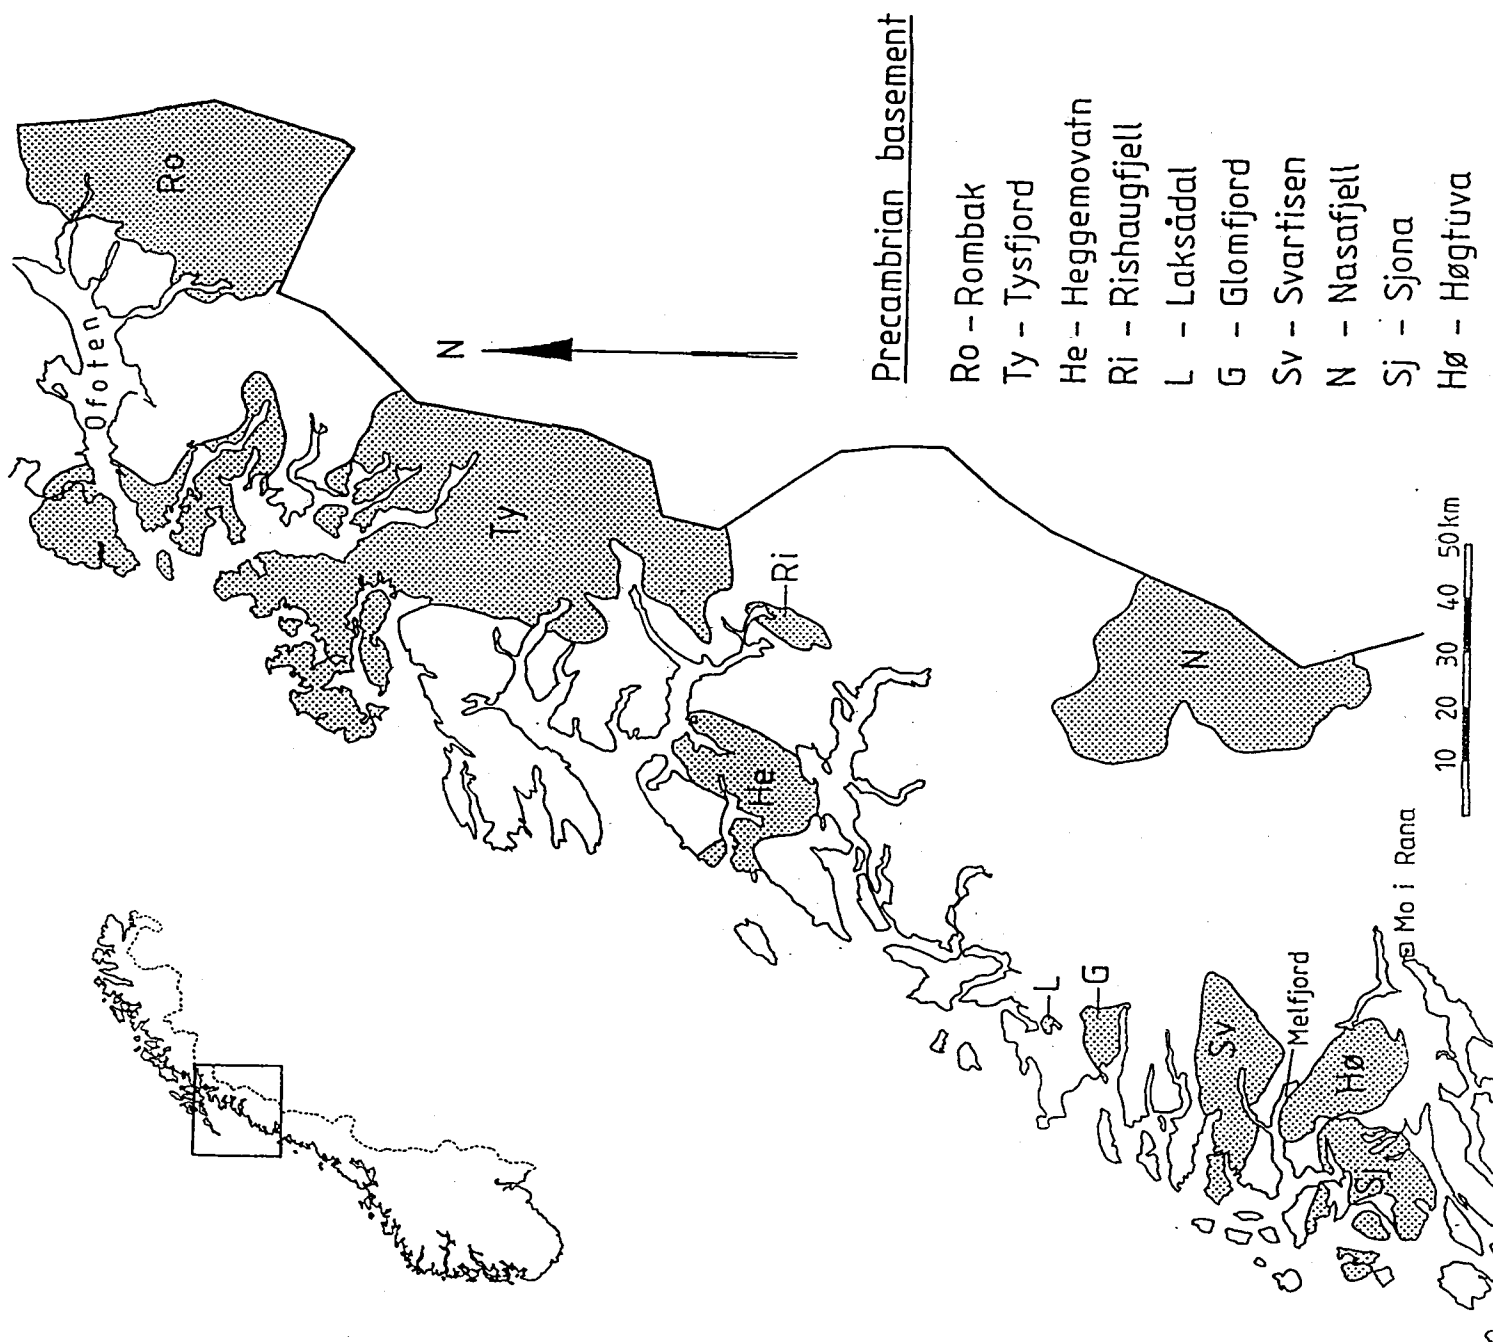 Ofoten
Ro
N
Ty
Ri
He
N
L
G
Sv
Melfjord
Hø
Sj
Mo i Rana
Precambrian basement
Ro - Rombak
Ty - Tysfjord
He - Heggemovatn
Ri - Rishaugfjell
L - Laksådal
G - Glomfjord
Sv - Svartisen
N - Nasafjell
Sj - Sjona
Hø - Høgtuva
10 20 30 40 50km